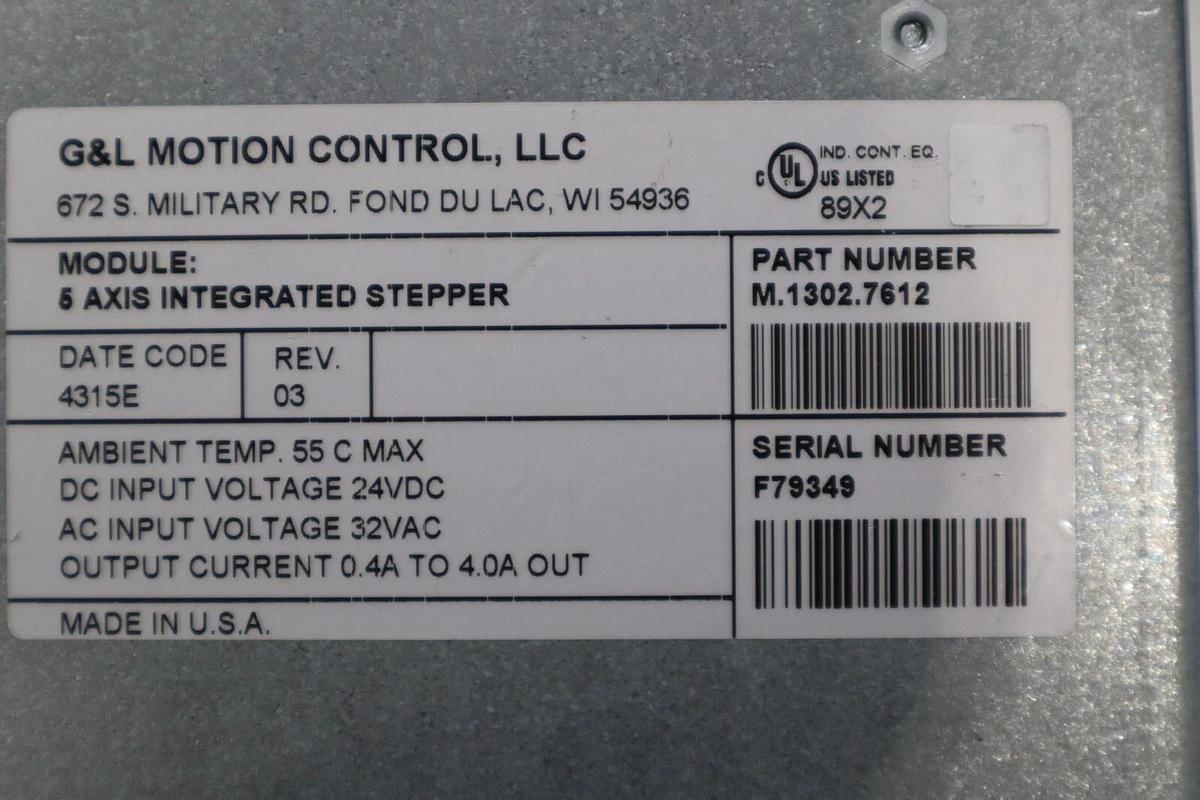 G&L MOTION CONTROL, LLC
672 S. MILITARY RD. FOND DU LAC, WI 54936
C UL US LISTED
IND. CONT. EQ.
89X2
MODULE:
5 AXIS INTEGRATED STEPPER
PART NUMBER
M.1302.7612
DATE CODE
4315E
REV.
03
AMBIENT TEMP. 55 C MAX
DC INPUT VOLTAGE 24VDC
AC INPUT VOLTAGE 32VAC
OUTPUT CURRENT 0.4A TO 4.0A OUT
SERIAL NUMBER
F79349
MADE IN U.S.A.